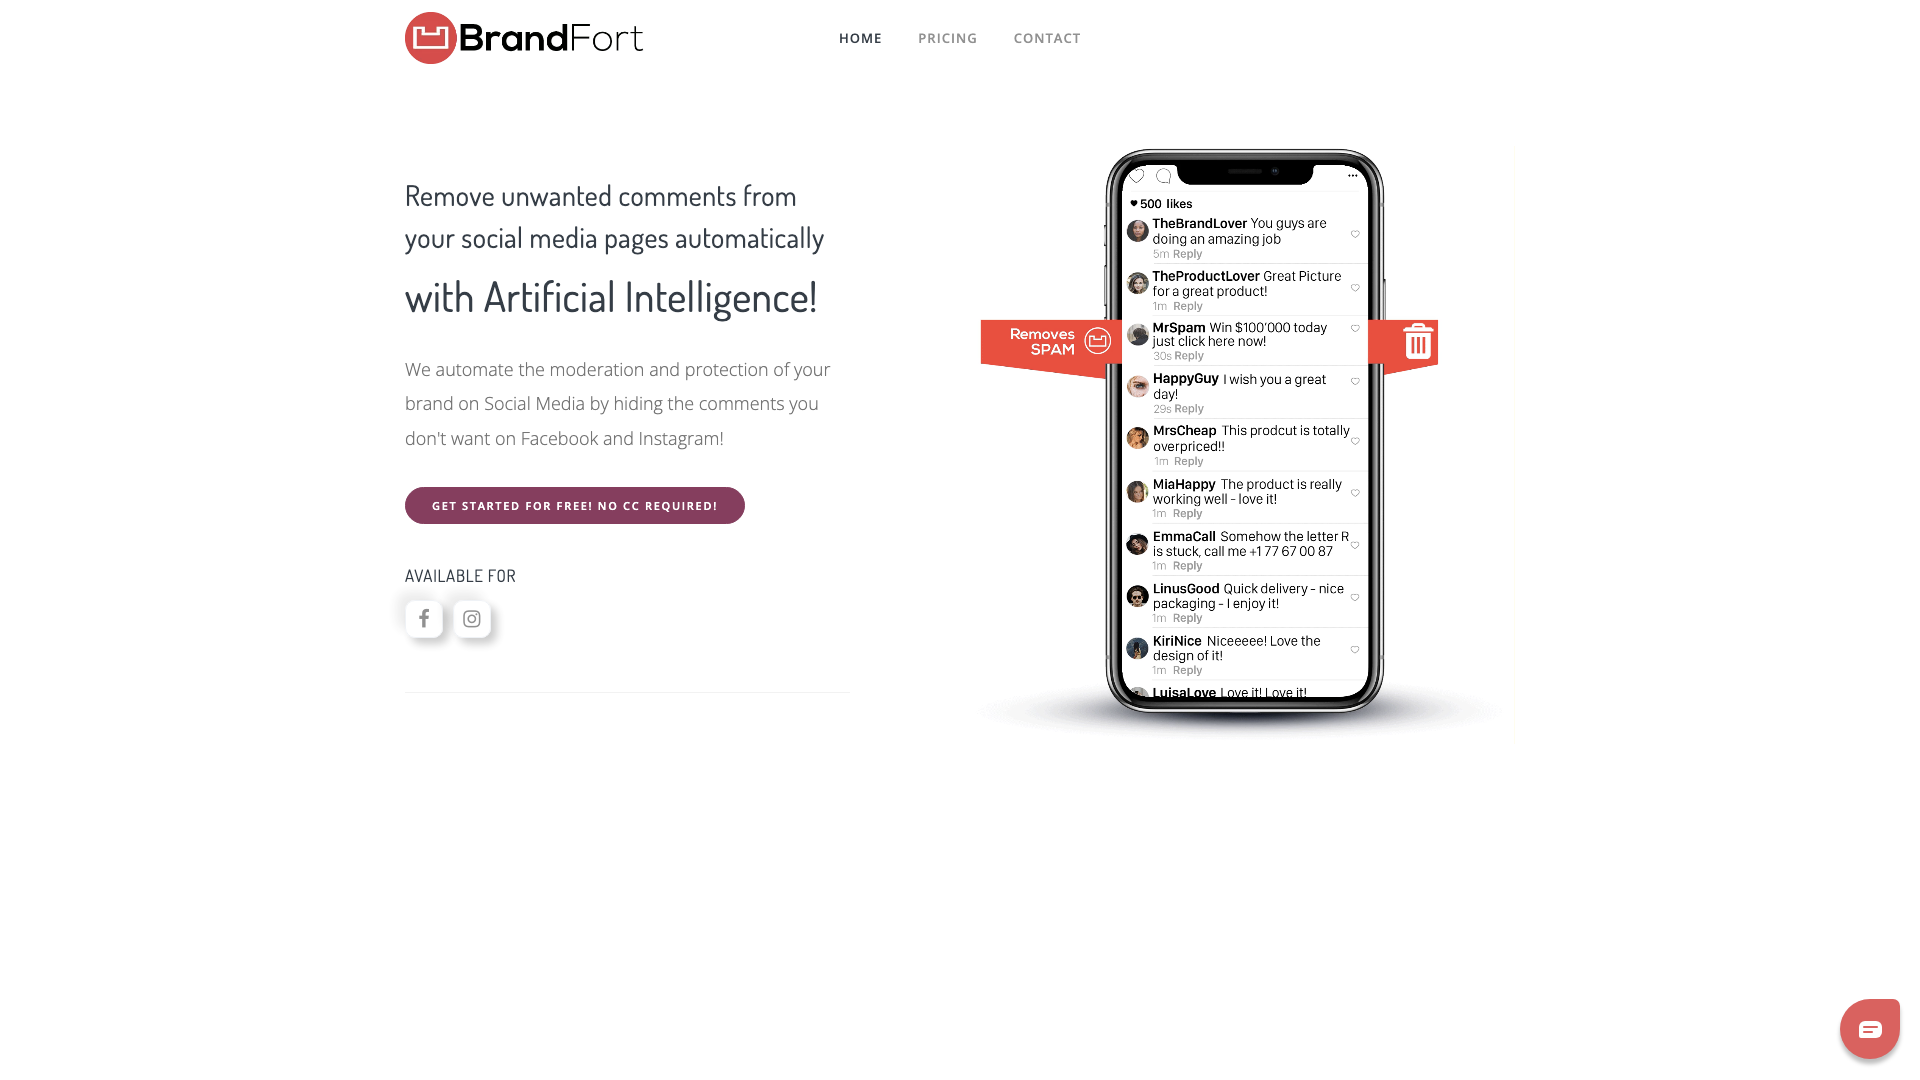 BrandFort
HOME
PRICING
CONTACT
Remove unwanted comments from
your social media pages automatically
with Artificial Intelligence!
We automate the moderation and protection of your
brand on Social Media by hiding the comments you
don't want on Facebook and Instagram!
GET STARTED FOR FREE! NO CC REQUIRED!
AVAILABLE FOR
500 likes
TheBrandLover You guys are
doing an amazing job
5m Reply
TheProductLover Great Picture
for a great product!
1m Reply
Removes
SPAM
MrSpam Win $100'000 today
just click here now!
30s Reply
HappyGuy I wish you a great
day!
29s Reply
MrsCheap This prodcut is totally
overpriced!!
1m Reply
MiaHappy The product is really
working well - love it!
1m Reply
EmmaCall Somehow the letter R
is stuck, call me +1 77 67 00 87
1m Reply
LinusGood Quick delivery - nice
packaging - I enjoy it!
1m Reply
KiriNice Niceeeee! Love the
design of it!
1m Reply
LuisaLove Love it! Love it!